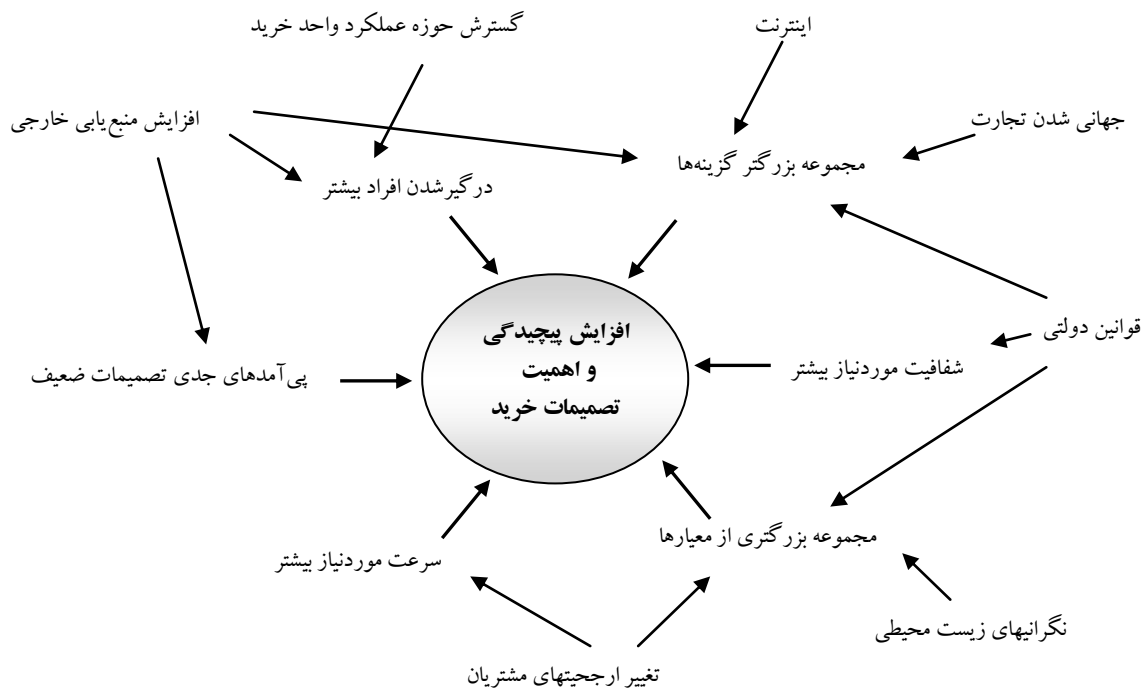 گسترش حوزه عملکرد واحد خرید
اینترنت
افزایش منبع‌یابی خارجی
جهانی شدن تجارت
مجموعه بزرگتر گزینه‌ها
درگیرشدن افراد بیشتر
قوانین دولتی
افزایش پیچیدگی
و اهمیت
تصمیمات خرید
شفافیت موردنیاز بیشتر
پی‌آمدهای جدی تصمیمات ضعیف
مجموعه بزرگتری از معیارها
سرعت موردنیاز بیشتر
نگرانیهای زیست محیطی
تغییر ارجحیتهای مشتریان